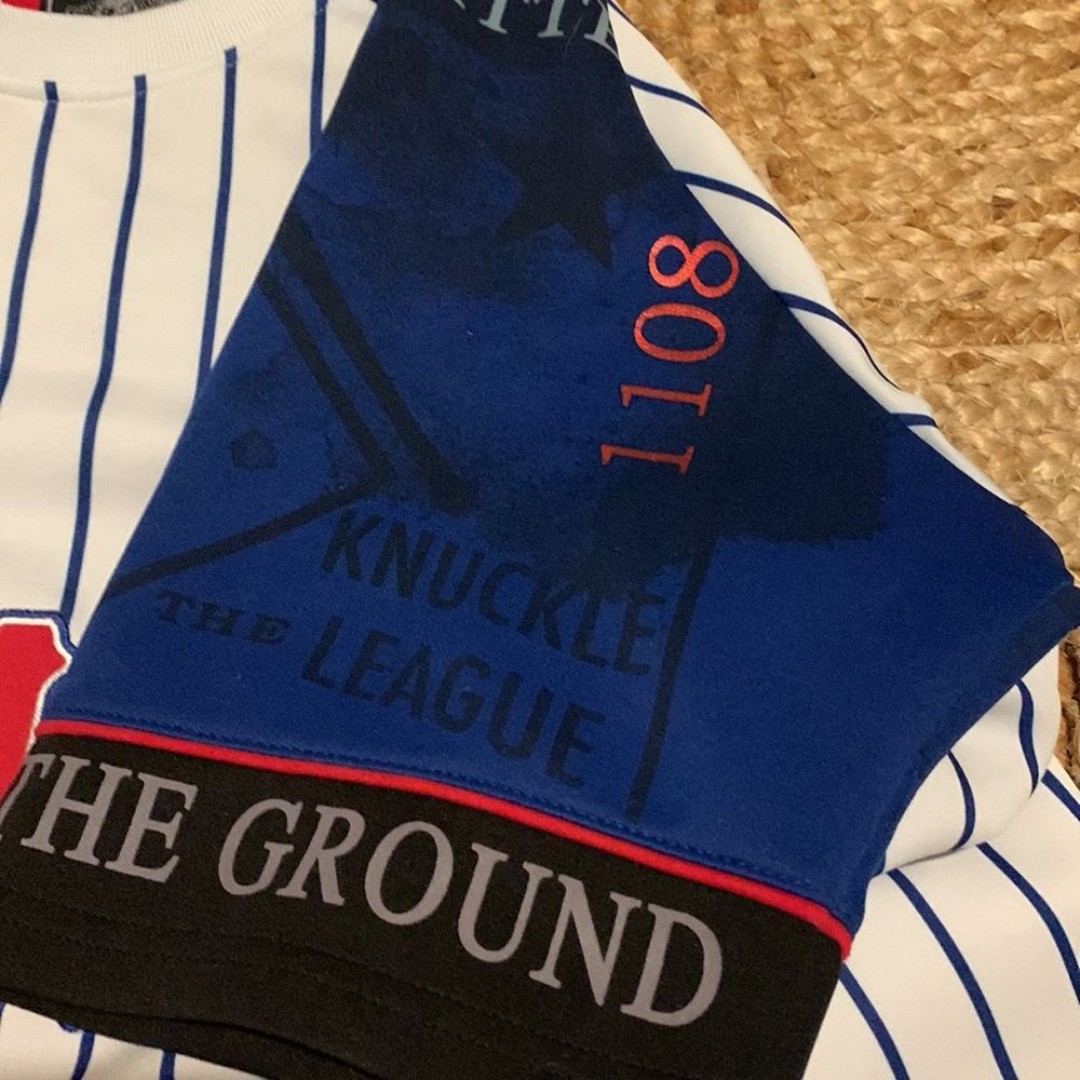 1108
KNUCKLE
THE LEAGUE
THE GROUND